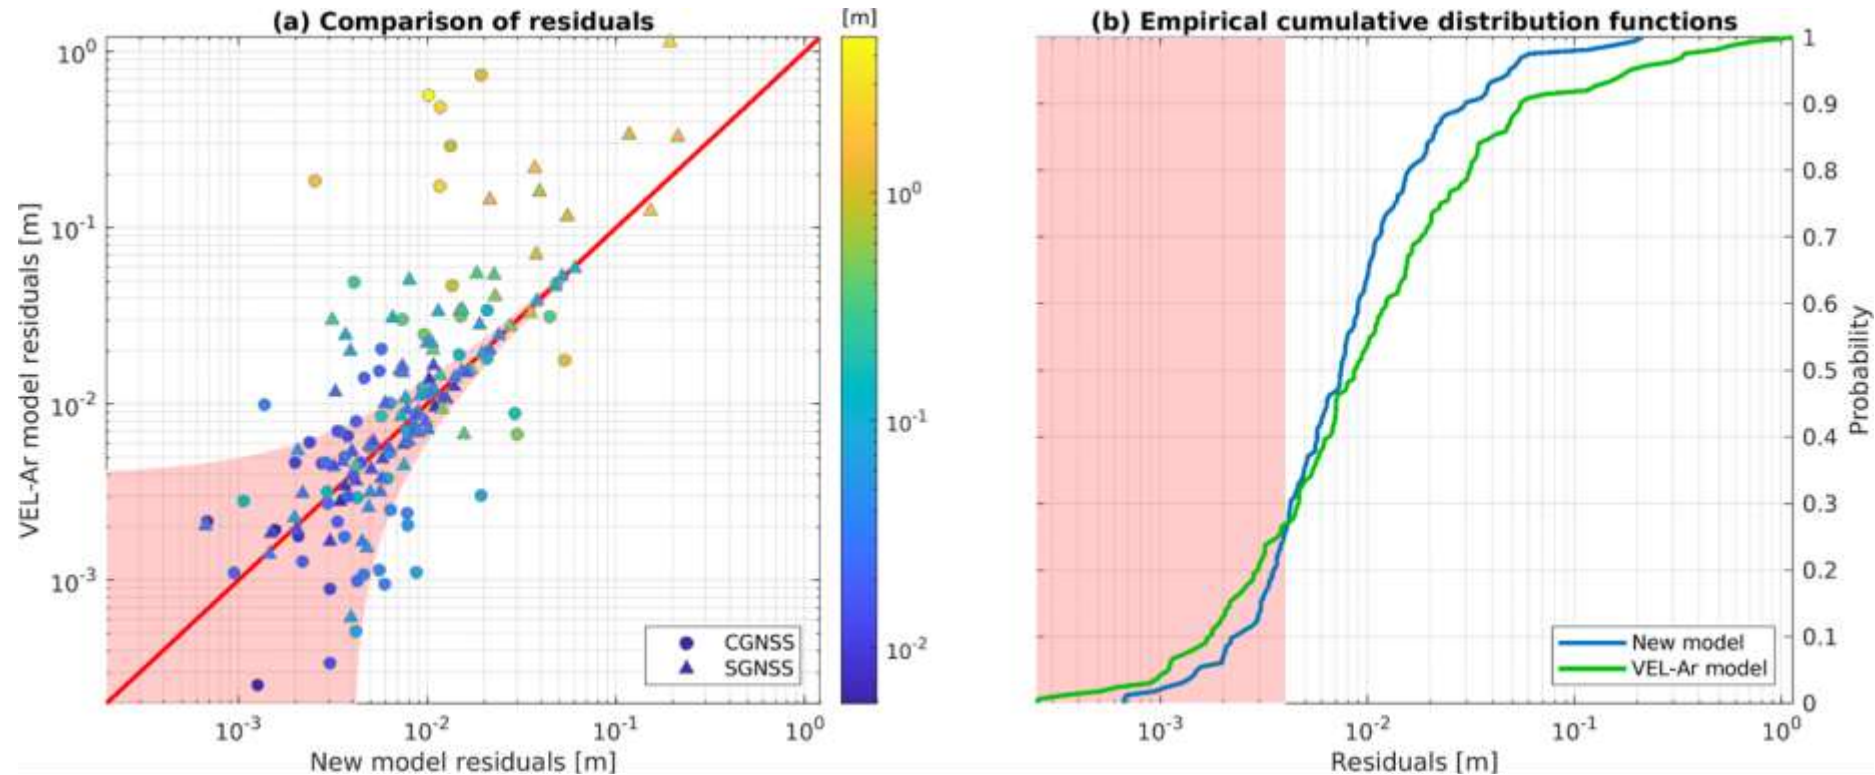 (a) Comparison of residuals
[m]
10^0
10^-1
10^-2
10^-3
VEL-Ar model residuals [m]
10^-3
10^-2
10^-1
10^0
New model residuals [m]
CGNSS
SGNSS
10^0
10^-1
10^-2
(b) Empirical cumulative distribution functions
1
0.9
0.8
0.7
0.6
0.5
0.4
0.3
0.2
0.1
0
Probability
New model
VEL-Ar model
10^-3
10^-2
10^-1
10^0
Residuals [m]